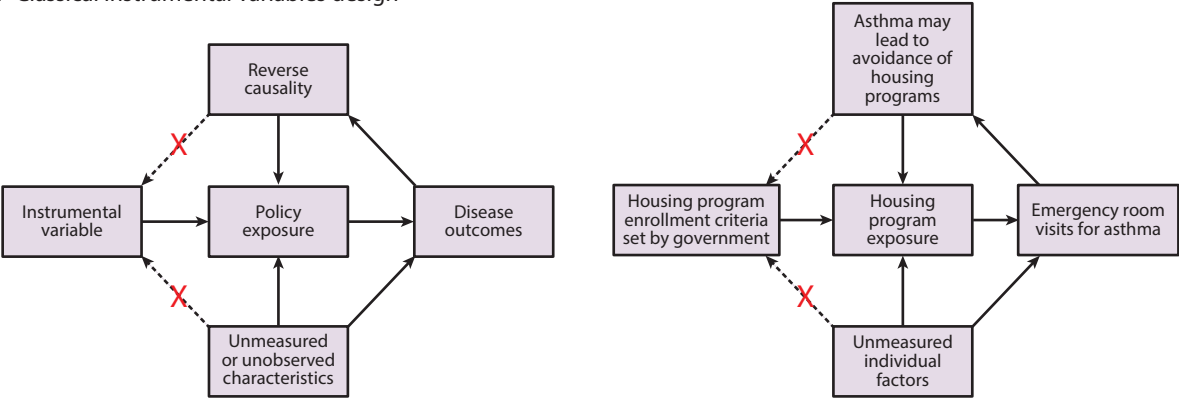 Classical instrumental variables design
Reverse
causality
Instrumental
variable
Policy
exposure
Disease
outcomes
Unmeasured
or unobserved
characteristics
X
X
Asthma may
lead to
avoidance of
housing
programs
Housing program
enrollment criteria
set by government
Housing
program
exposure
Emergency room
visits for asthma
Unmeasured
individual
factors
X
X